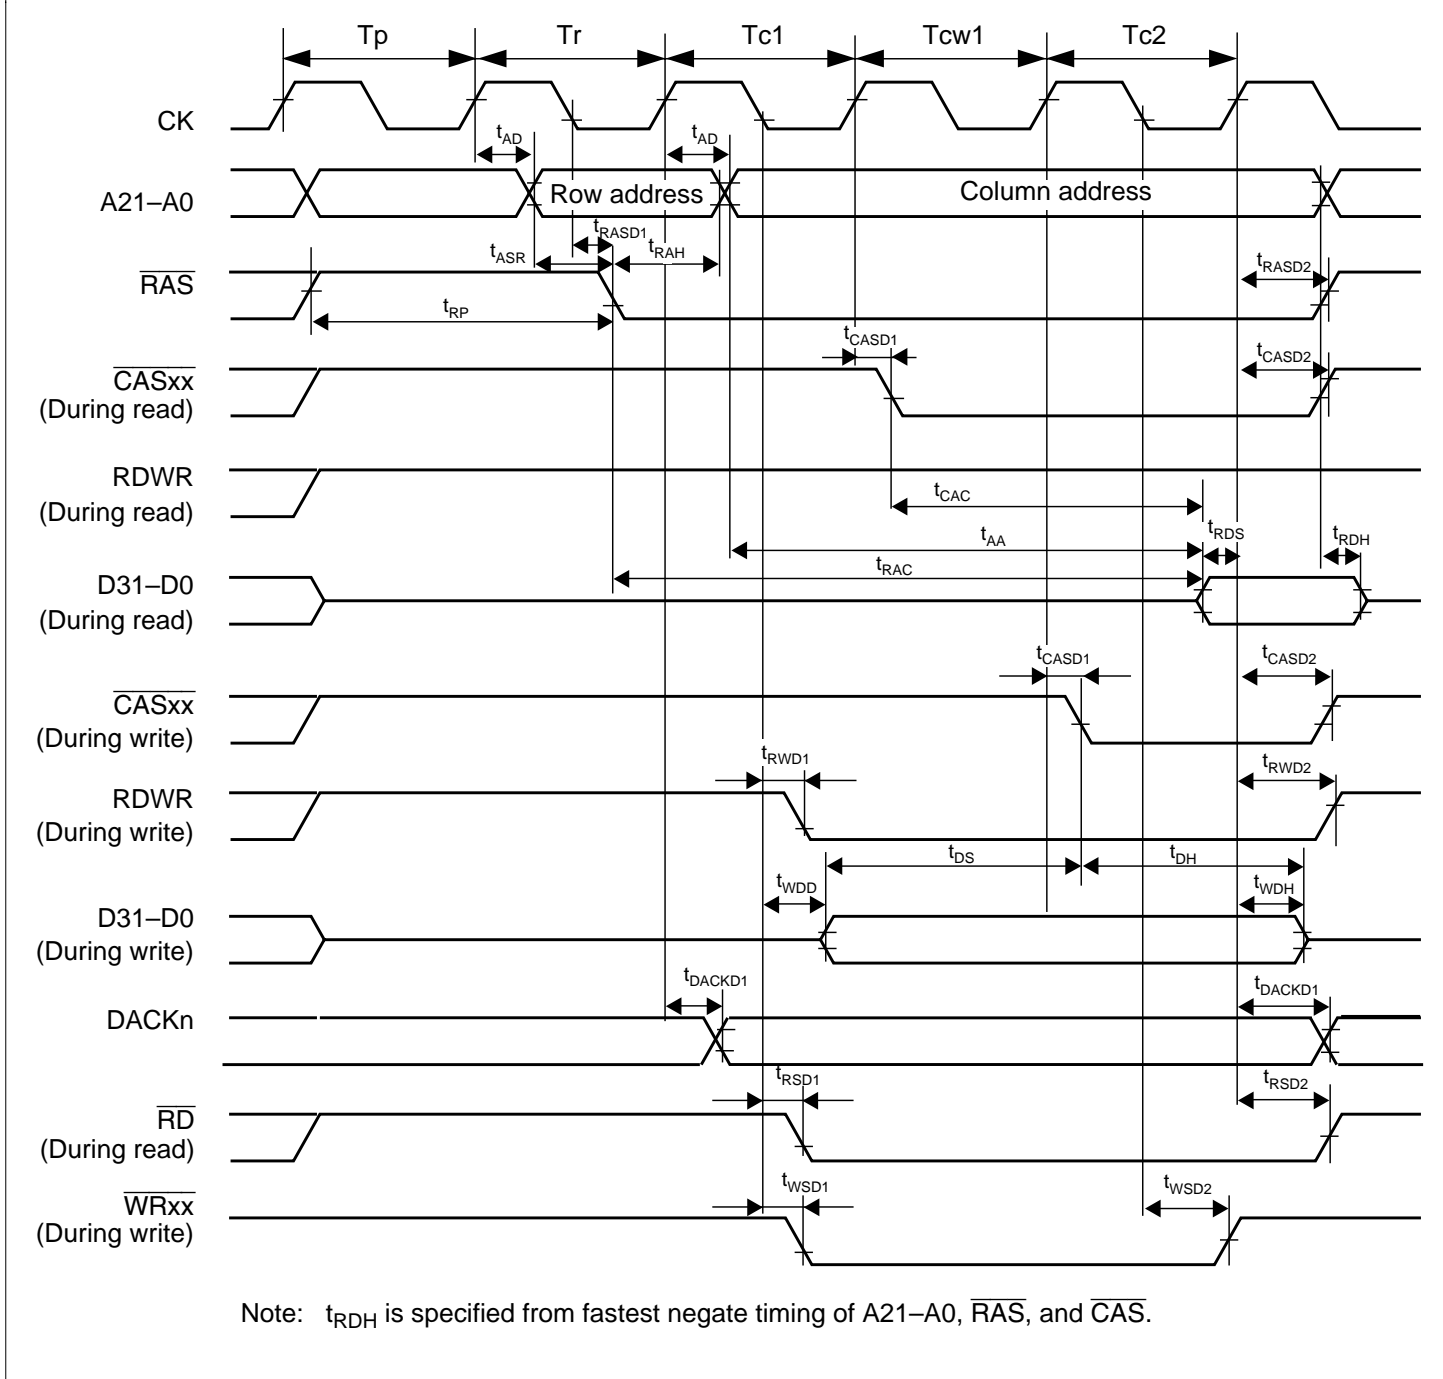 Tp Tr Tc1 Tcw1 Tc2
CK
tAD tAD
A21–A0 Row address Column address
tRASD1
tASR tRAH
RAS tRASD2
tRP
tCASD1 tCASD2
CASxx
(During read)
RDWR
(During read)
tCAC
tAA tRDS tRDH
tRAC
D31–D0
(During read)
tCASD1 tCASD2
CASxx
(During write)
tRWD1 tRWD2
RDWR
(During write)
tDS tDH
tWDD tWDH
D31–D0
(During write)
tDACKD1 tDACKD1
DACKn
tRSD1 tRSD2
RD
(During read)
tWSD1 tWSD2
WRxx
(During write)
Note: tRDH is specified from fastest negate timing of A21–A0, RAS, and CAS.